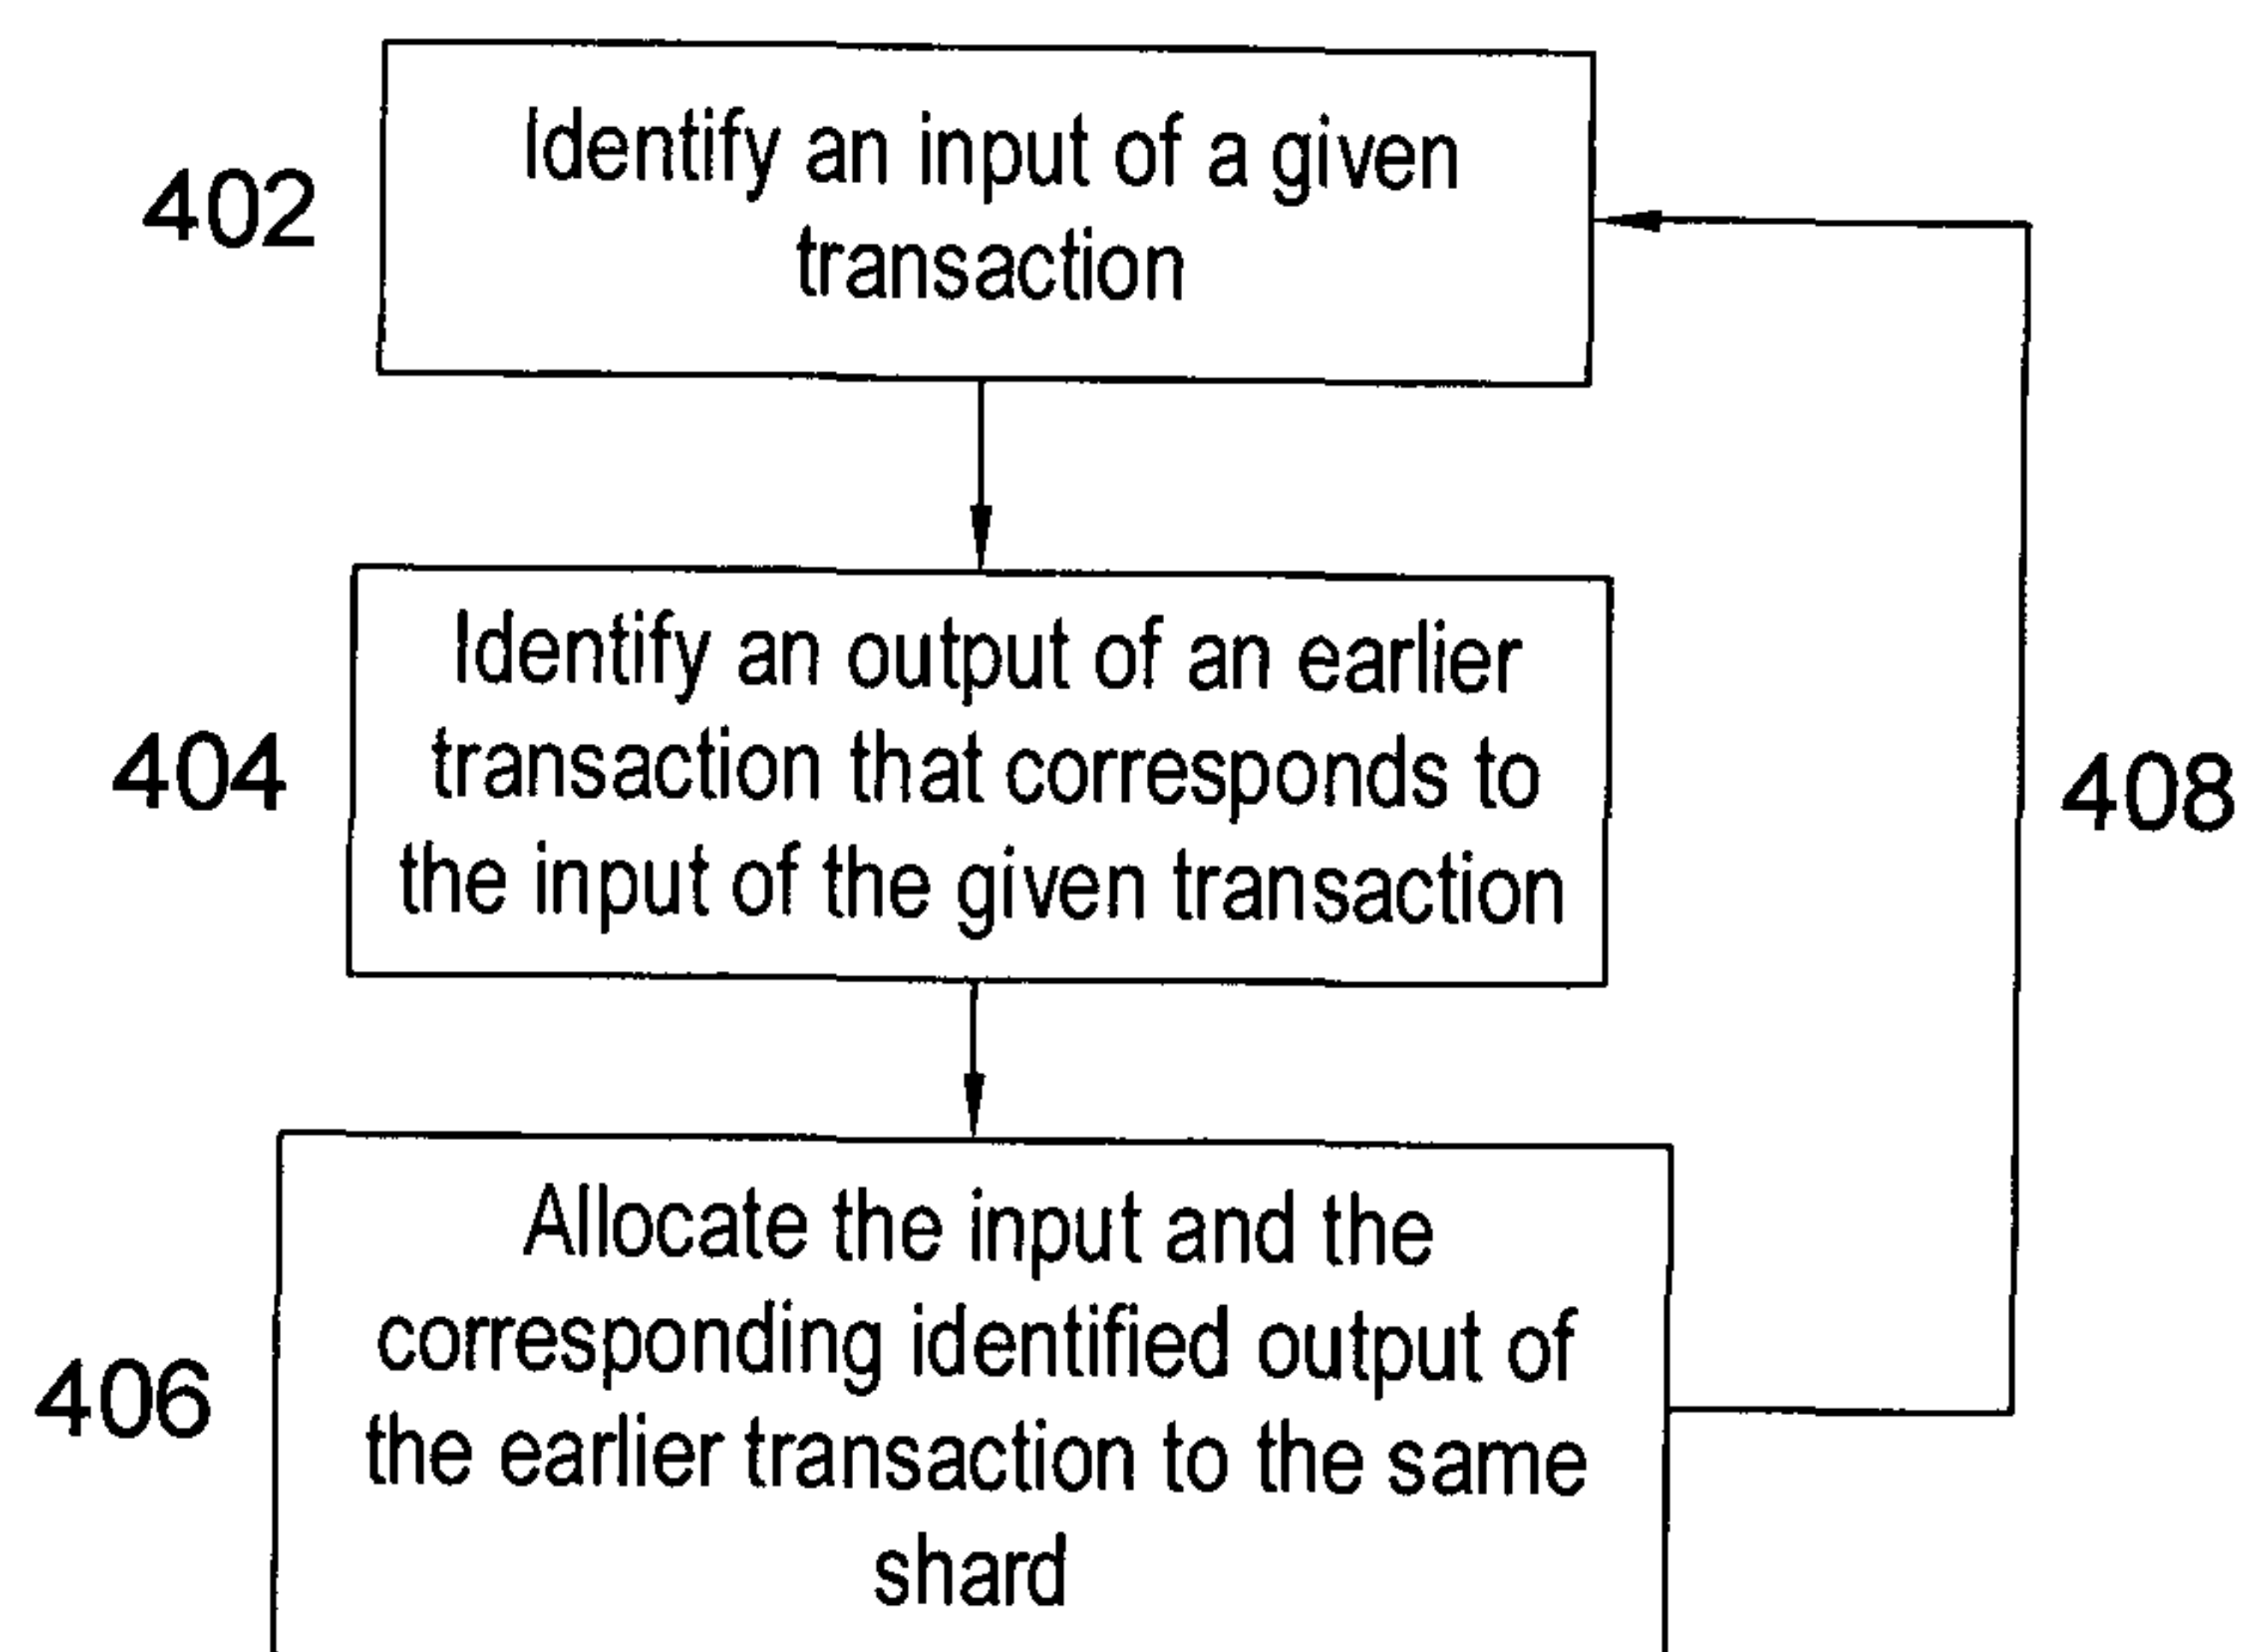 402
Identify an input of a given
transaction
404
Identify an output of an earlier
transaction that corresponds to
the input of the given transaction
408
406
Allocate the input and the
corresponding identified output of
the earlier transaction to the same
shard